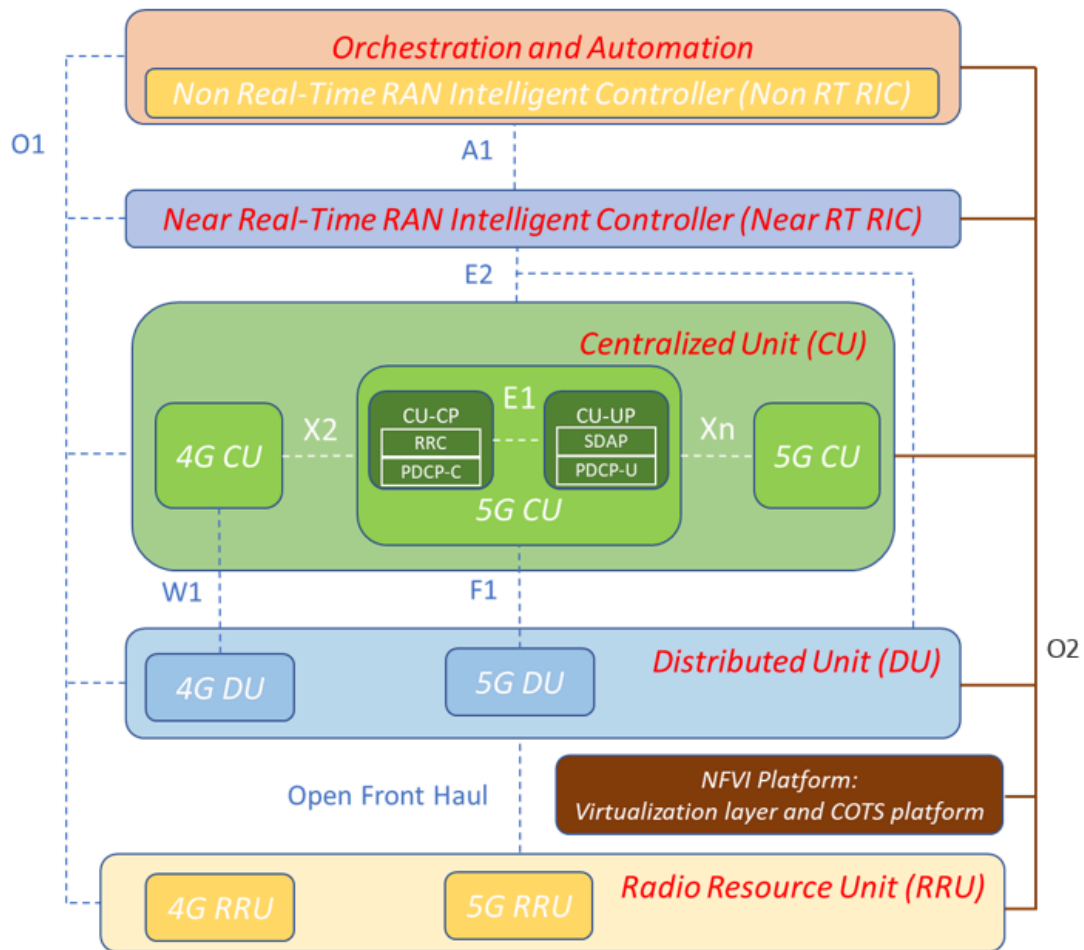 Orchestration and Automation
Non Real-Time RAN Intelligent Controller (Non RT RIC)
O1
A1
Near Real-Time RAN Intelligent Controller (Near RT RIC)
E2
Centralized Unit (CU)
4G CU
X2
CU-CP
RRC
PDCP-C
E1
CU-UP
SDAP
PDCP-U
5G CU
Xn
5G CU
W1
F1
Distributed Unit (DU)
4G DU
5G DU
O2
Open Front Haul
NFVI Platform:
Virtualization layer and COTS platform
Radio Resource Unit (RRU)
4G RRU
5G RRU